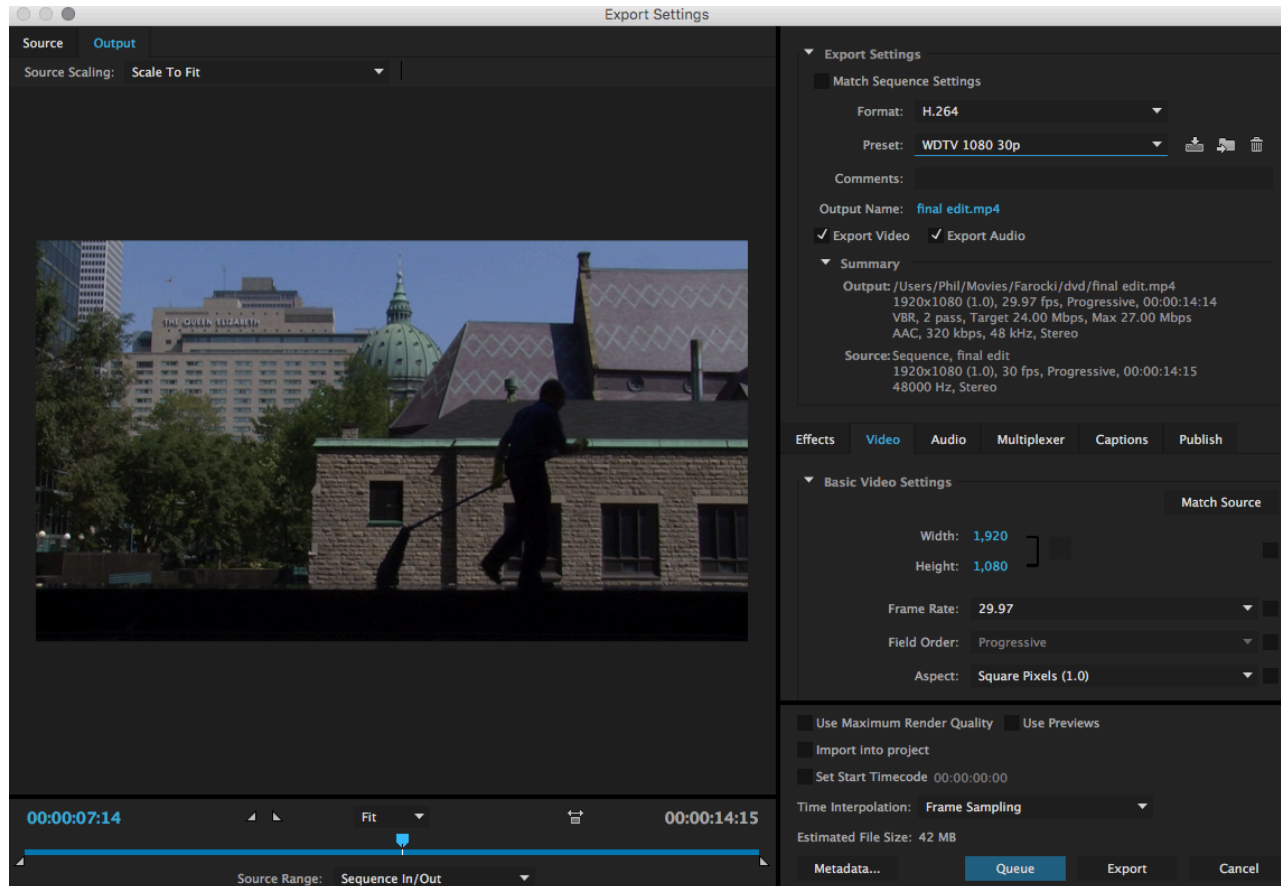 Export Settings
Source Output
Source Scaling: Scale To Fit
THE QUEEN ELIZABETH
00:00:07:14 Fit 00:00:14:15
Source Range: Sequence In/Out
Export Settings
Match Sequence Settings
Format: H.264
Preset: WDTV 1080 30p
Comments:
Output Name: final edit.mp4
Export Video Export Audio
Summary
Output: /Users/Phil/Movies/Farocki/dvd/final edit.mp4
1920x1080 (1.0), 29.97 fps, Progressive, 00:00:14:14
VBR, 2 pass, Target 24.00 Mbps, Max 27.00 Mbps
AAC, 320 kbps, 48 kHz, Stereo
Source: Sequence, final edit
1920x1080 (1.0), 30 fps, Progressive, 00:00:14:15
48000 Hz, Stereo
Effects Video Audio Multiplexer Captions Publish
Basic Video Settings
Match Source
Width: 1,920
Height: 1,080
Frame Rate: 29.97
Field Order: Progressive
Aspect: Square Pixels (1.0)
Use Maximum Render Quality Use Previews
Import into project
Set Start Timecode 00:00:00:00
Time Interpolation: Frame Sampling
Estimated File Size: 42 MB
Metadata... Queue Export Cancel